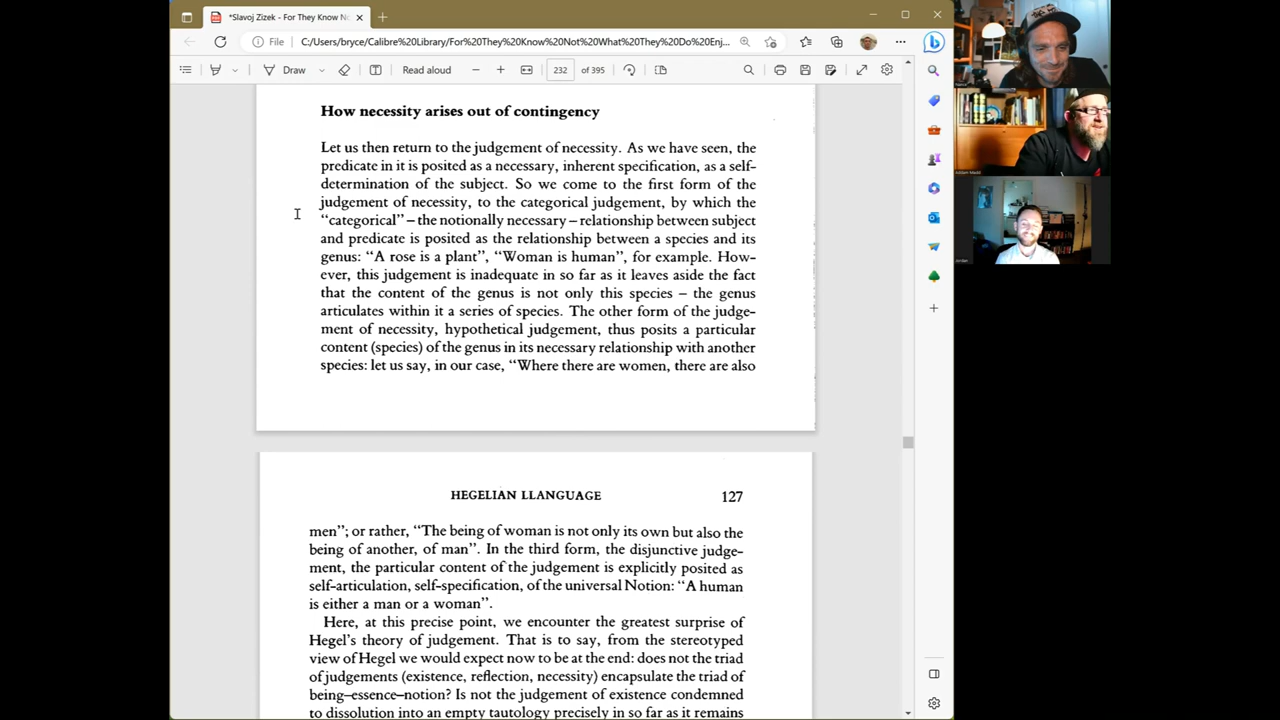 *Slavoj Zizek - For They Know No
File
C:/Users/bryce/Calibre%20Library/For%20They%20Know%20Not%20What%20They%20Do%20Enj...
Draw
Read aloud
232
of 395
How necessity arises out of contingency
Let us then return to the judgement of necessity. As we have seen, the
predicate in it is posited as a necessary, inherent specification, as a self-
determination of the subject. So we come to the first form of the
judgement of necessity, to the categorical judgement, by which the
“categorical” – the notionally necessary – relationship between subject
and predicate is posited as the relationship between a species and its
genus: “A rose is a plant”, “Woman is human”, for example. How-
ever, this judgement is inadequate in so far as it leaves aside the fact
that the content of the genus is not only this species – the genus
articulates within it a series of species. The other form of the judge-
ment of necessity, hypothetical judgement, thus posits a particular
content (species) of the genus in its necessary relationship with another
species: let us say, in our case, “Where there are women, there are also
HEGELIAN LLANGUAGE
127
men”; or rather, “The being of woman is not only its own but also the
being of another, of man”. In the third form, the disjunctive judge-
ment, the particular content of the judgement is explicitly posited as
self-articulation, self-specification, of the universal Notion: “A human
is either a man or a woman”.
Here, at this precise point, we encounter the greatest surprise of
Hegel's theory of judgement. That is to say, from the stereotyped
view of Hegel we would expect now to be at the end: does not the triad
of judgements (existence, reflection, necessity) encapsulate the triad of
being–essence–notion? Is not the judgement of existence condemned
to dissolution into an empty tautology precisely in so far as it remains
Jordan